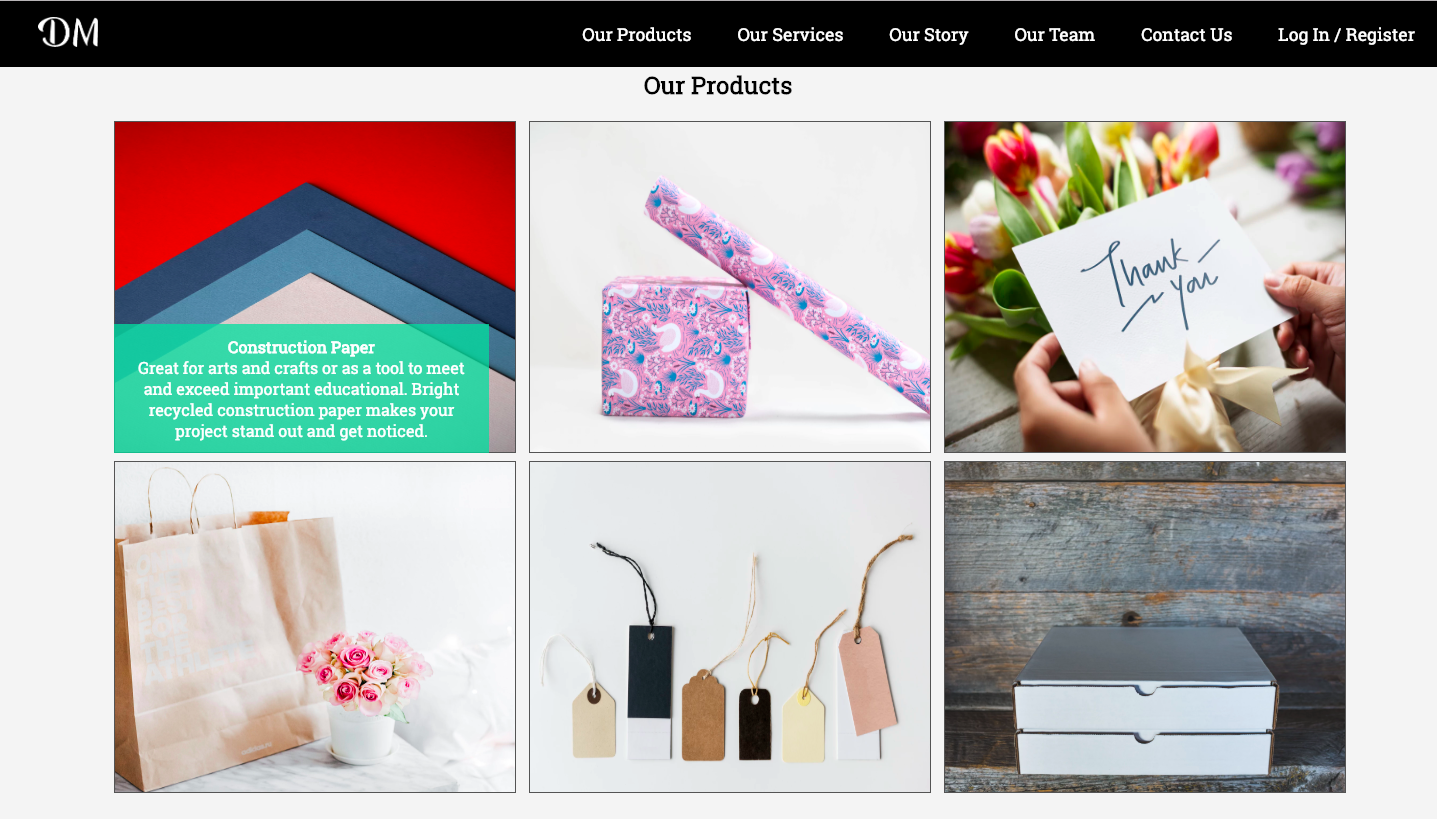 DM
Our Products
Our Services
Our Story
Our Team
Contact Us
Log In / Register
Our Products
Construction Paper
Great for arts and crafts or as a tool to meet
and exceed important educational. Bright
recycled construction paper makes your
project stand out and get noticed.
Thank
you